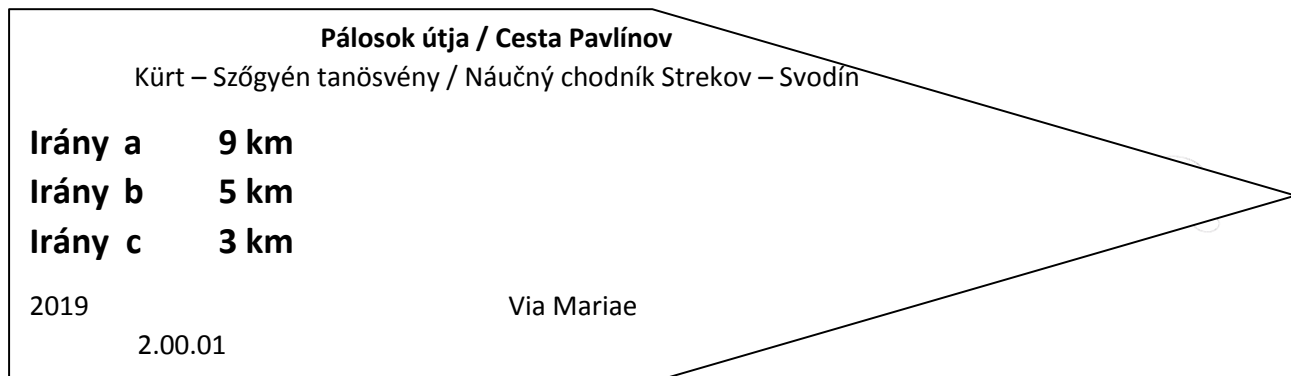 Pálosok útja / Cesta Pavlínov
Kürt – Szőgyén tanösvény / Náučný chodník Strekov – Svodín
Irány a 9 km
Irány b 5 km
Irány c 3 km
2019 Via Mariae
2.00.01